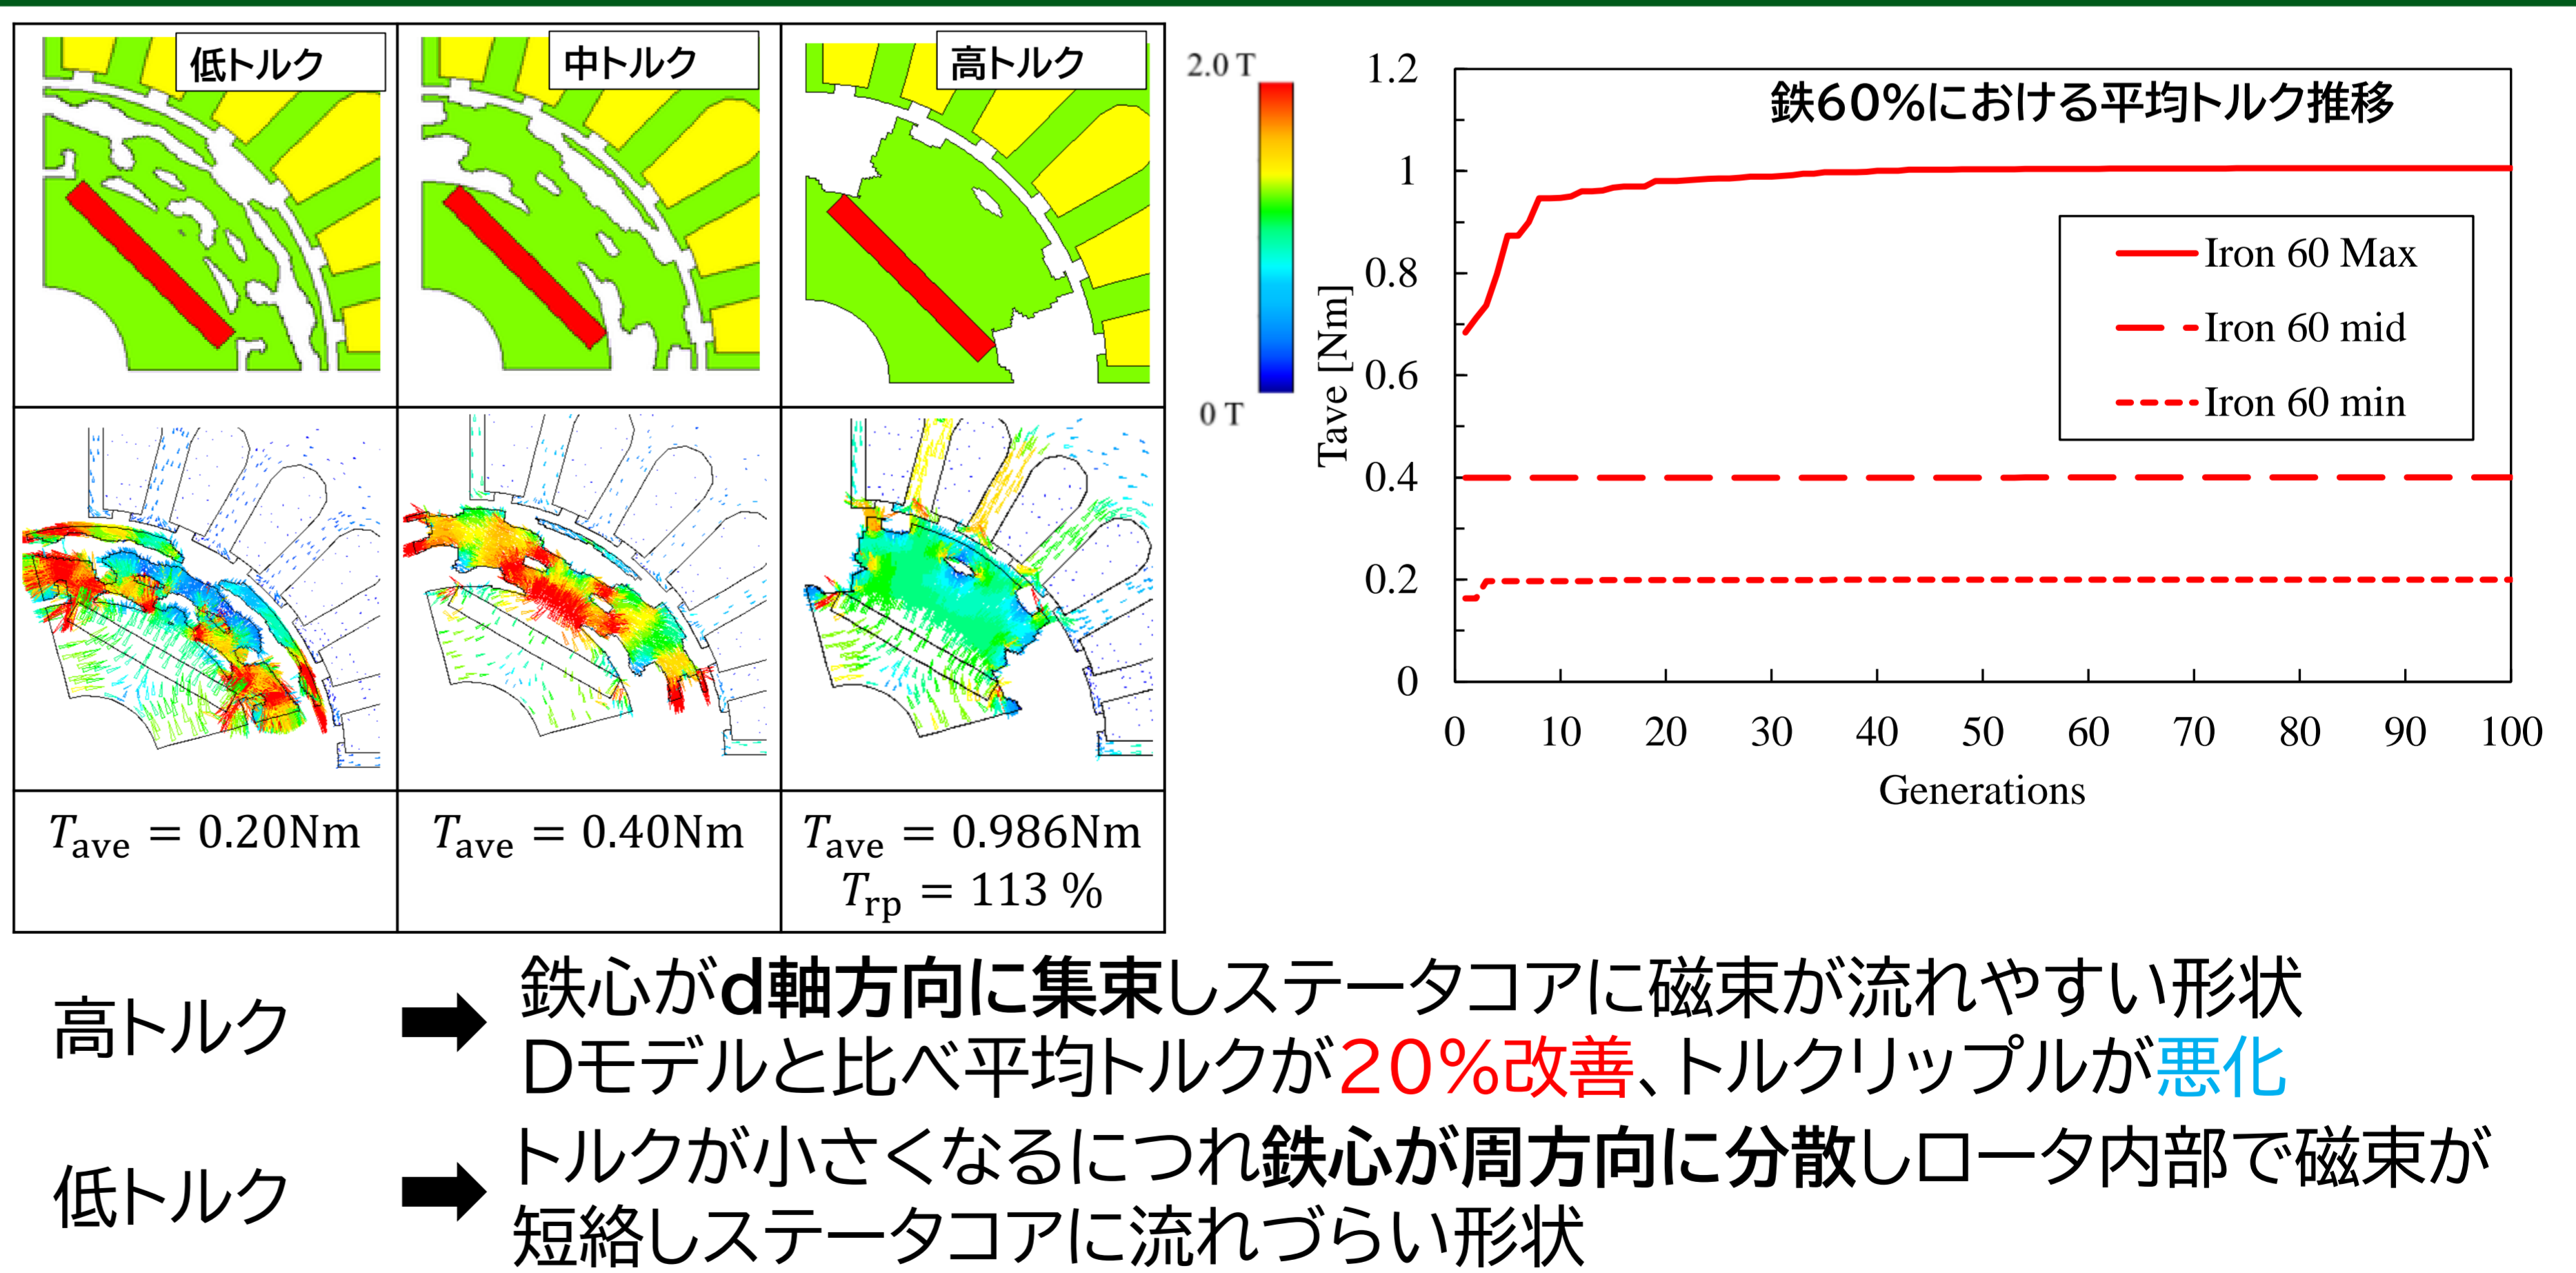 低トルク
中トルク
高トルク
T_ave = 0.20Nm
T_ave = 0.40Nm
T_ave = 0.986Nm
T_rp = 113 %
2.0 T
0 T
鉄60%における平均トルク推移
Tave [Nm]
1.2
1
0.8
0.6
0.4
0.2
0
Iron 60 Max
Iron 60 mid
Iron 60 min
0 10 20 30 40 50 60 70 80 90 100
Generations
高トルク ➡ 鉄心がd軸方向に集束しステータコアに磁束が流れやすい形状
Dモデルと比べ平均トルクが20%改善、トルクリップルが悪化
低トルク ➡ トルクが小さくなるにつれ鉄心が周方向に分散しロータ内部で磁束が
短絡しステータコアに流れづらい形状